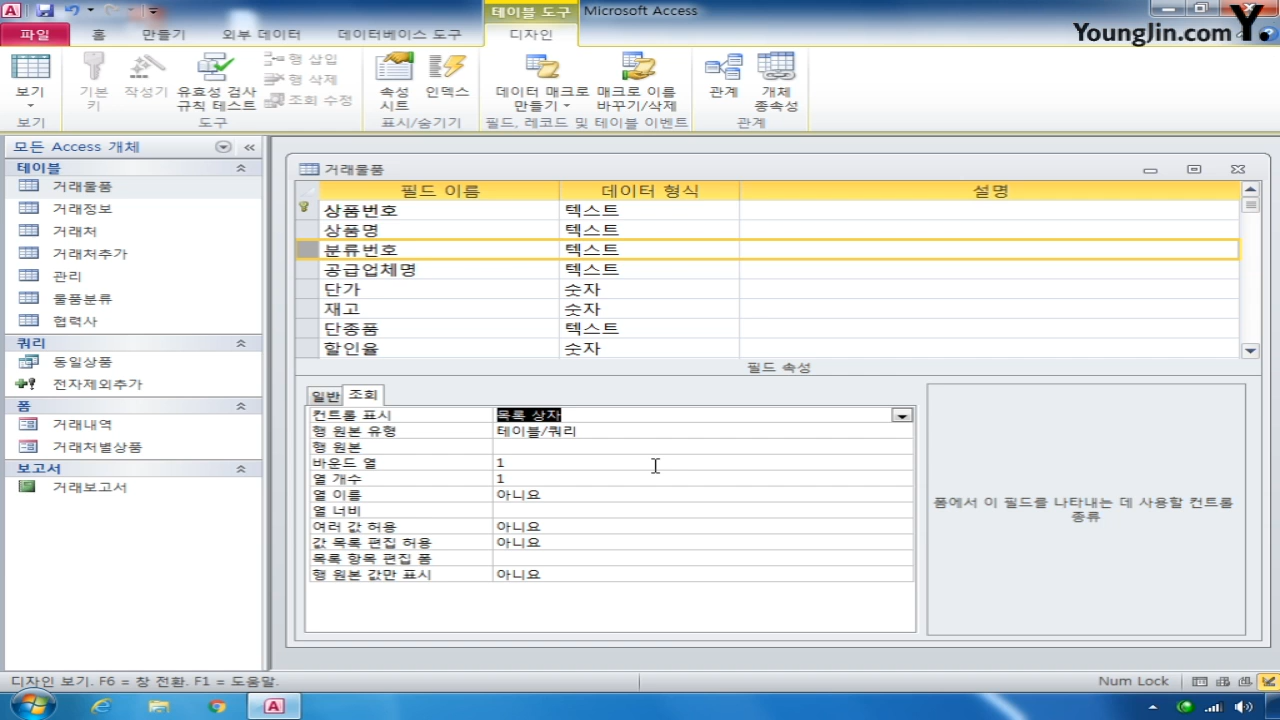 테이블 도구 Microsoft Access
파일 홈 만들기 외부 데이터 데이터베이스 도구 디자인
YoungJin.com Y.
보기
기본 키
작성기
유효성 검사 규칙 테스트
행 삽입
행 삭제
조회 수정
속성 시트
인덱스
데이터 매크로 만들기
매크로 이름 바꾸기/삭제
관계
개체 종속성
보기 도구 표시/숨기기 필드, 레코드 및 테이블 이벤트 관계
모든 Access 개체
테이블
거래물품
거래정보
거래처
거래처추가
관리
물품분류
협력사
쿼리
동일상품
전자제외추가
폼
거래내역
거래처별상품
보고서
거래보고서
거래물품
필드 이름 데이터 형식 설명
상품번호 텍스트
상품명 텍스트
분류번호 텍스트
공급업체명 텍스트
단가 숫자
재고 숫자
단종품 텍스트
할인율 숫자
필드 속성
일반 조회
컨트롤 표시 목록 상자
행 원본 유형 테이블/쿼리
행 원본
바운드 열 1
열 개수 1
열 이름 아니요
열 너비
여러 값 허용 아니요
값 목록 편집 허용 아니요
목록 항목 편집 폼
행 원본 값만 표시 아니요
폼에서 이 필드를 나타내는 데 사용할 컨트롤
종류
디자인 보기. F6 = 창 전환. F1 = 도움말. Num Lock